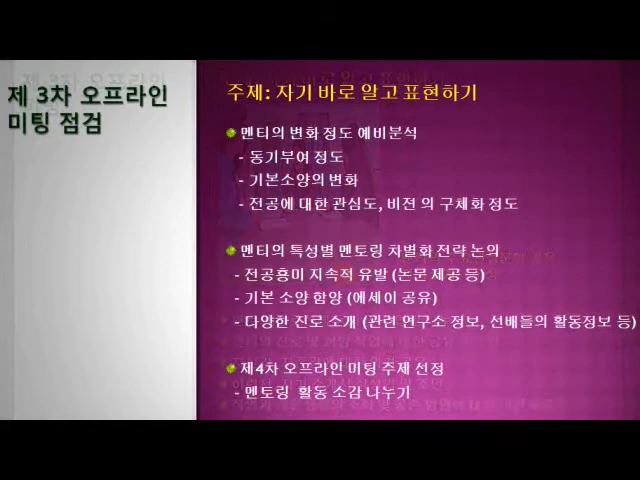 제 3차 오프라인
미팅 점검
주제: 자기 바로 알고 표현하기
멘티의 변화 정도 예비분석
- 동기부여 정도
- 기본소양의 변화
- 전공에 대한 관심도, 비젼 의 구체화 정도
멘티의 특성별 멘토링 차별화 전략 논의
- 전공흥미 지속적 유발 (논문 제공 등)
- 기본 소양 함양 (에세이 공유)
- 다양한 진로 소개 (관련 연구소 정보, 선배들의 활동정보 등)
제4차 오프라인 미팅 주제 선정
- 멘토링 활동 소감 나누기